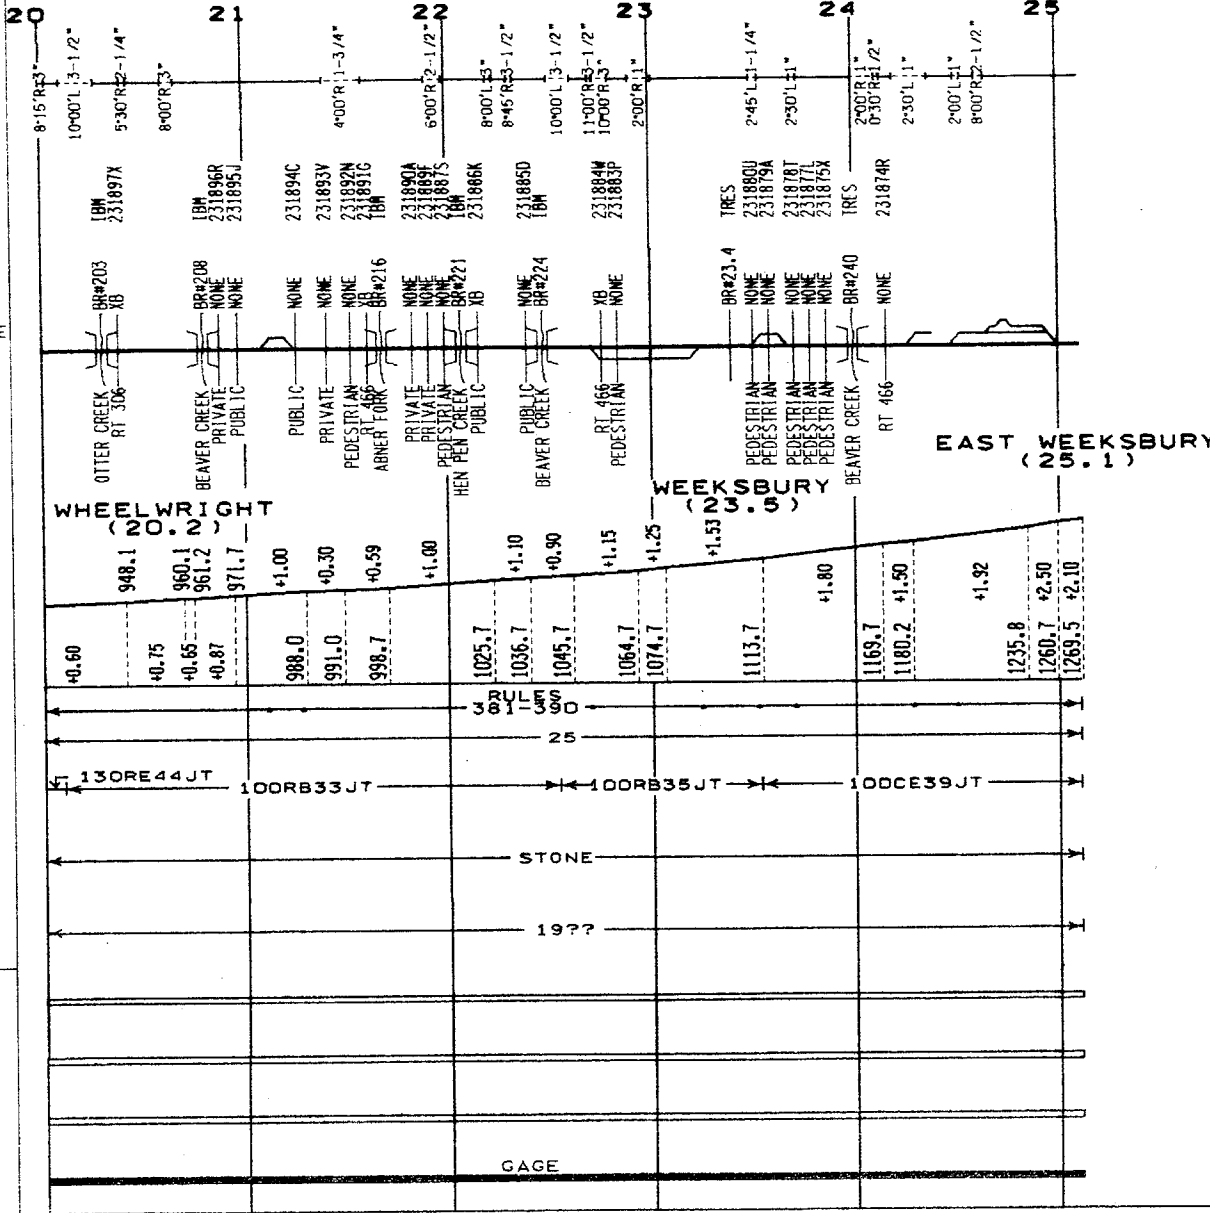 20 21 22 23 24 25
8°15'R=3"
10°00'L=3-1/2"
5°30'R=2-1/4"
8°00'R=3"
4°00'R=1-3/4"
6°00'R=2-1/2"
8°00'L=3"
8°45'R=3-1/2"
10°00'L=3-1/2"
11°00'R=3-1/2"
10°00'R=3"
2°00'R=1"
2°45'L=1-1/4"
2°30'L=1"
2°00'R=1"
0°30'R=1/2"
2°30'L=1"
2°00'L=1"
8°00'R=2-1/2"
IBM
231897X
IBM
231896R
231895J
231894C
231893V
231892N
231891G
IBM
231890A
231889F
231887S
IBM
231886K
231885D
IBM
231884W
231883P
TRES
231880U
231879A
231878T
231877L
231875X
TRES
231874R
BR#203
XB
BR#208
NONE
NONE
NONE
NONE
NONE
XB
BR#216
NONE
NONE
NONE
BR#221
XB
NONE
BR#224
XB
NONE
BR#23.4
NONE
NONE
NONE
NONE
NONE
BR#240
NONE
OTTER CREEK
RT 306
BEAVER CREEK
PRIVATE
PUBLIC
PUBLIC
PRIVATE
PEDESTRIAN
RT 466
ABNER FORK
PRIVATE
PRIVATE
PEDESTRIAN
HEN PEN CREEK
PUBLIC
PUBLIC
BEAVER CREEK
RT 466
PEDESTRIAN
PEDESTRIAN
PEDESTRIAN
PEDESTRIAN
PEDESTRIAN
PEDESTRIAN
BEAVER CREEK
RT 466
EAST WEEKSBURY
(25.1)
WEEKSBURY
(23.5)
WHEELWRIGHT
(20.2)
948.1
960.1
961.2
971.7
+1.00
+0.30
+0.59
+1.00
+1.10
+0.90
+1.15
+1.25
+1.53
+1.80
+1.50
+1.92
+2.50
+2.10
+0.60
+0.75
+0.65
+0.87
988.0
991.0
998.7
1025.7
1036.7
1045.7
1064.7
1074.7
1113.7
1169.7
1180.2
1235.8
1260.7
1269.5
RULES
381-390
25
130RE44JT
100RB33JT
100RB35JT
100CE39JT
STONE
19??
GAGE